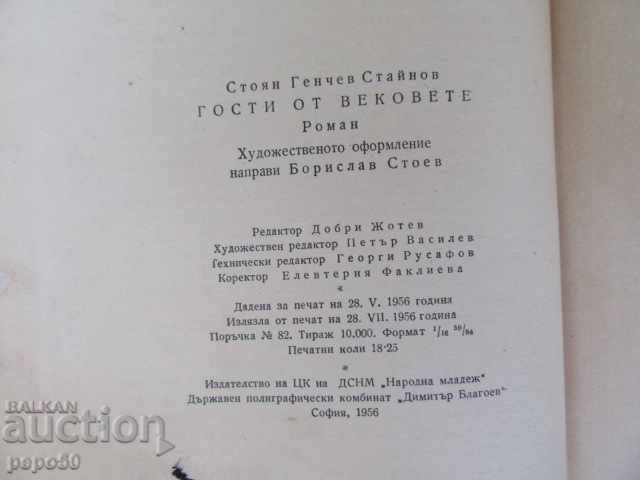 Стоян Генчев Стайнов
ГОСТИ ОТ ВЕКОВЕТЕ
Роман
Художественото оформление
направи Борислав Стоев
Редактор Добри Жотев
Художествен редактор Петър Василев
Технически редактор Георги Русафов
Коректор Елевтерия Факлиева
*
Дадена за печат на 28. V. 1956 година
Излязла от печат на 28. VII. 1956 година
Поръчка № 82. Тираж 10.000. Формат 1/16 59/84
Печатни коли 18·25
*
Издателство на ЦК на ДСНМ „Народна младеж"
Държавен полиграфически комбинат „Димитър Благоев"
София, 1956
BALKAN
auction
papo50